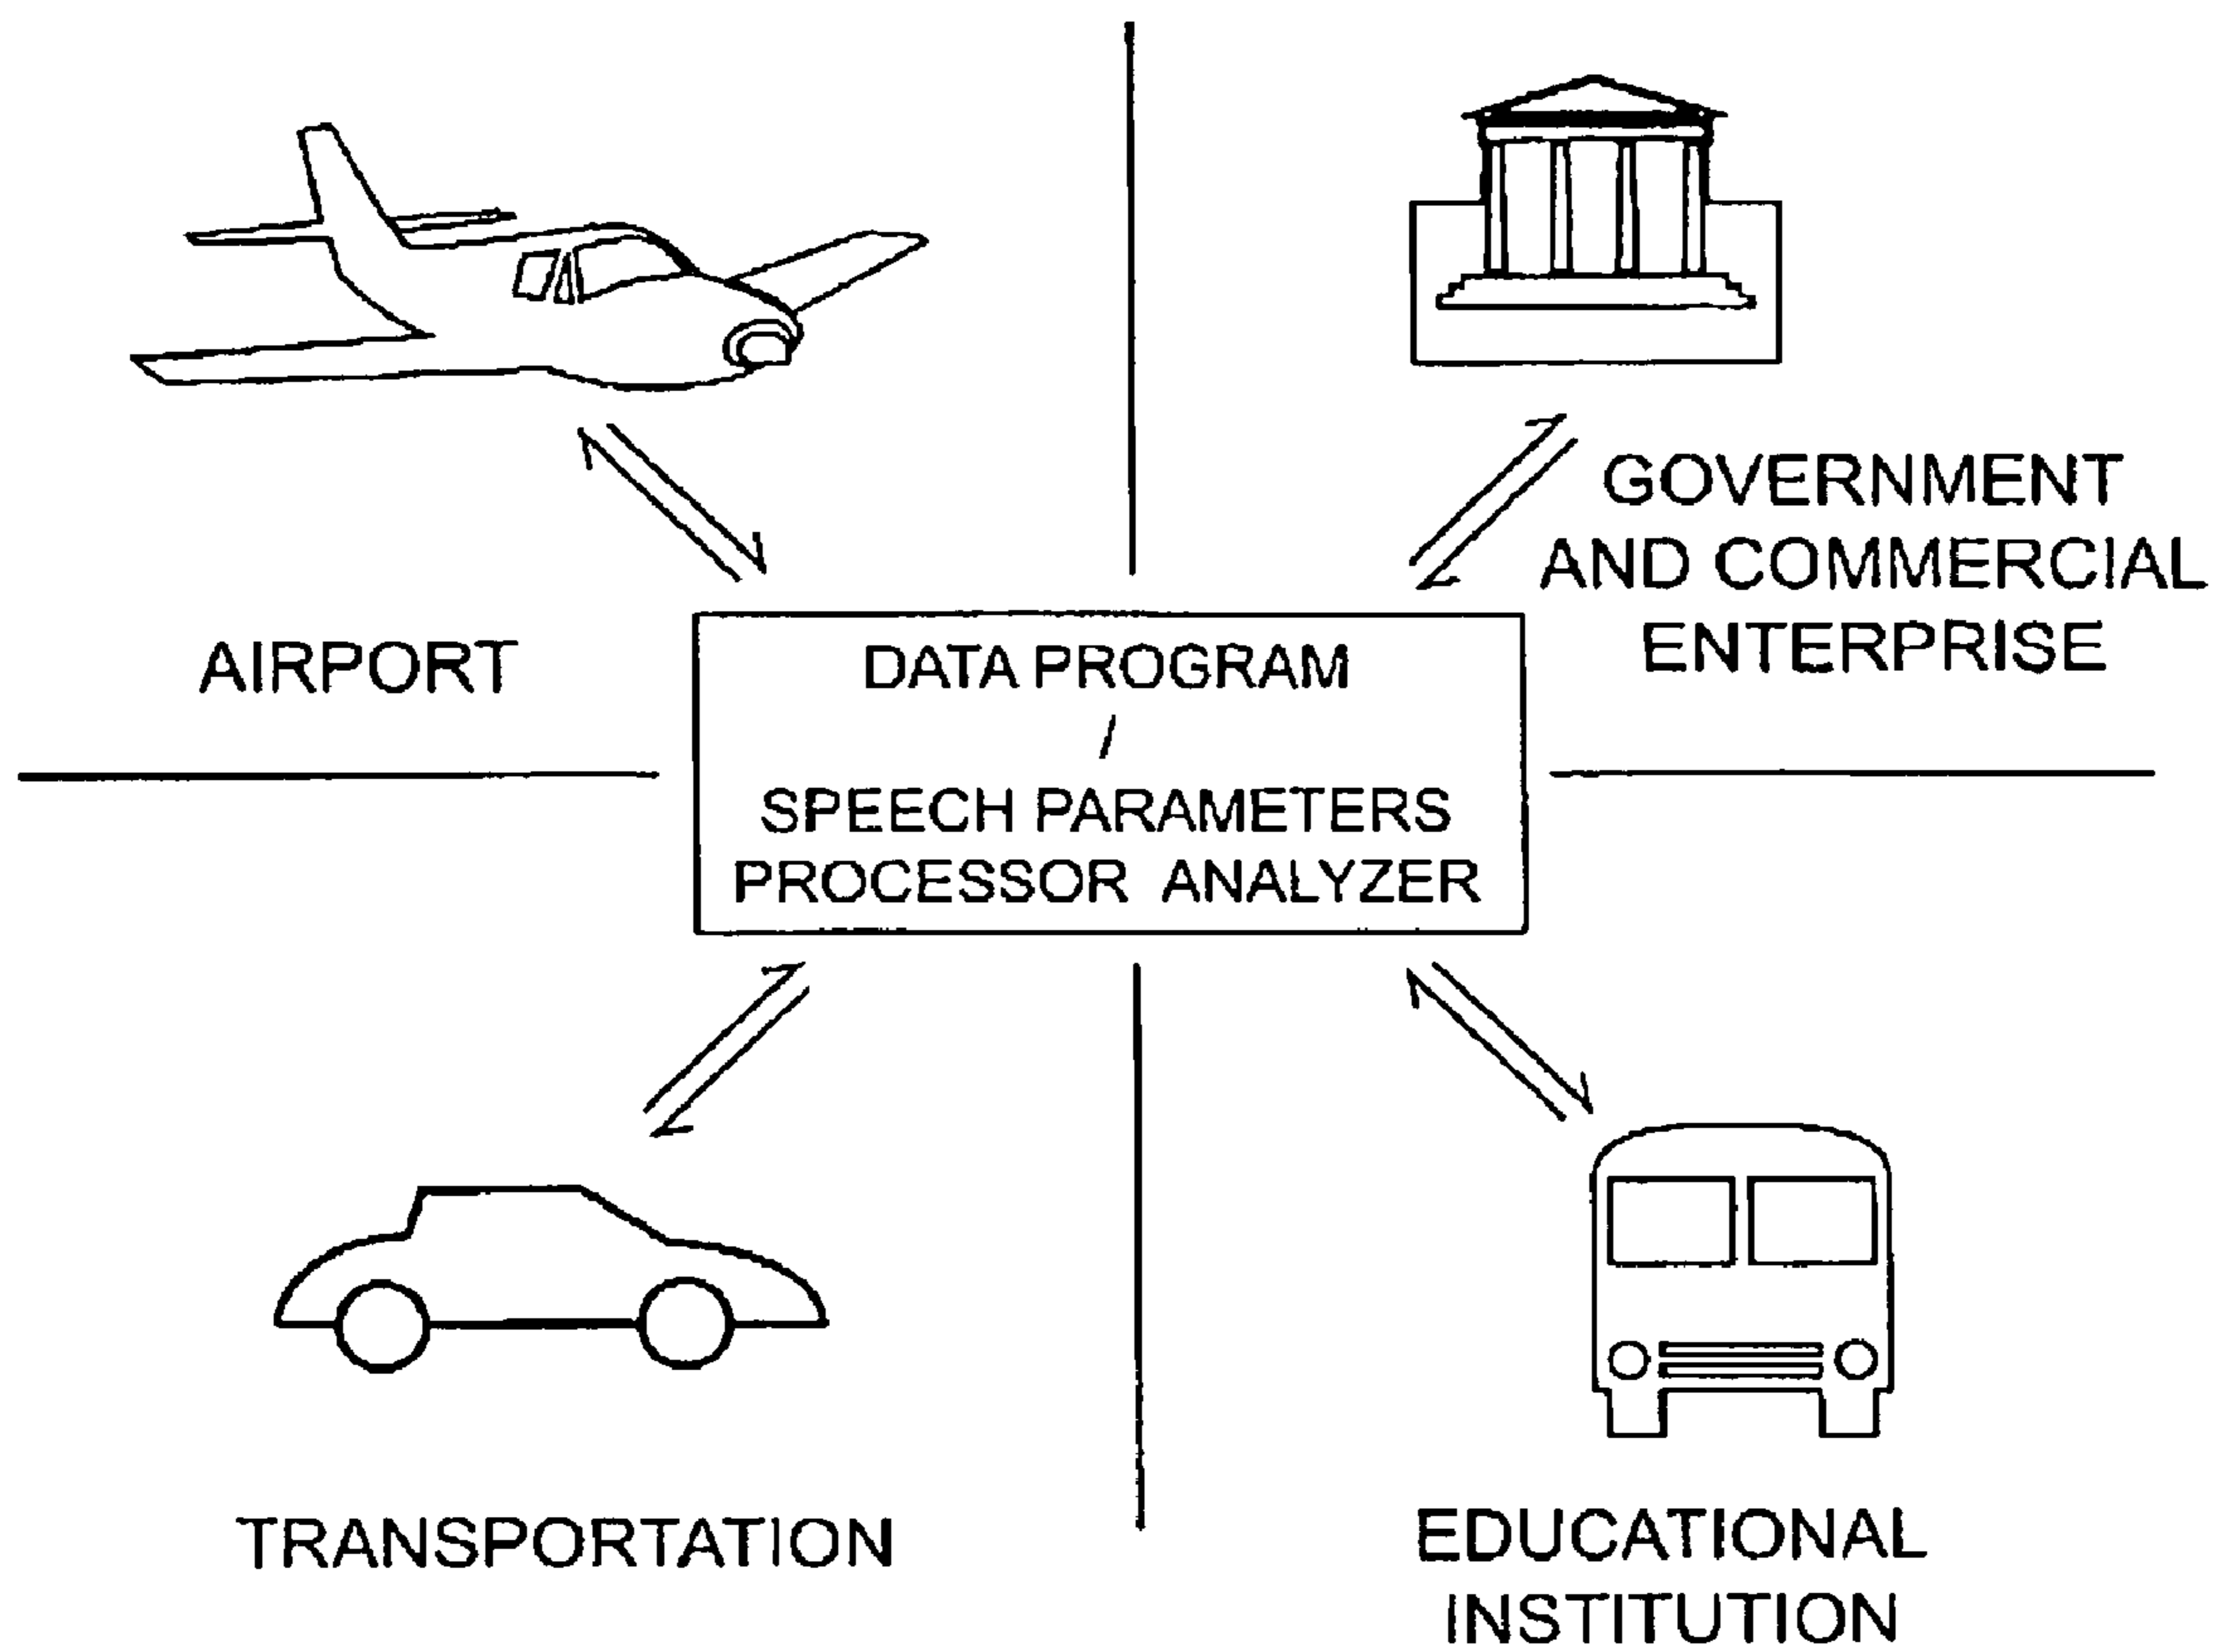 GOVERNMENT
AND COMMERCIAL
ENTERPRISE
AIRPORT
DATA PROGRAM
/
SPEECH PARAMETERS
PROCESSOR ANALYZER
TRANSPORTATION
EDUCATIONAL
INSTITUTION